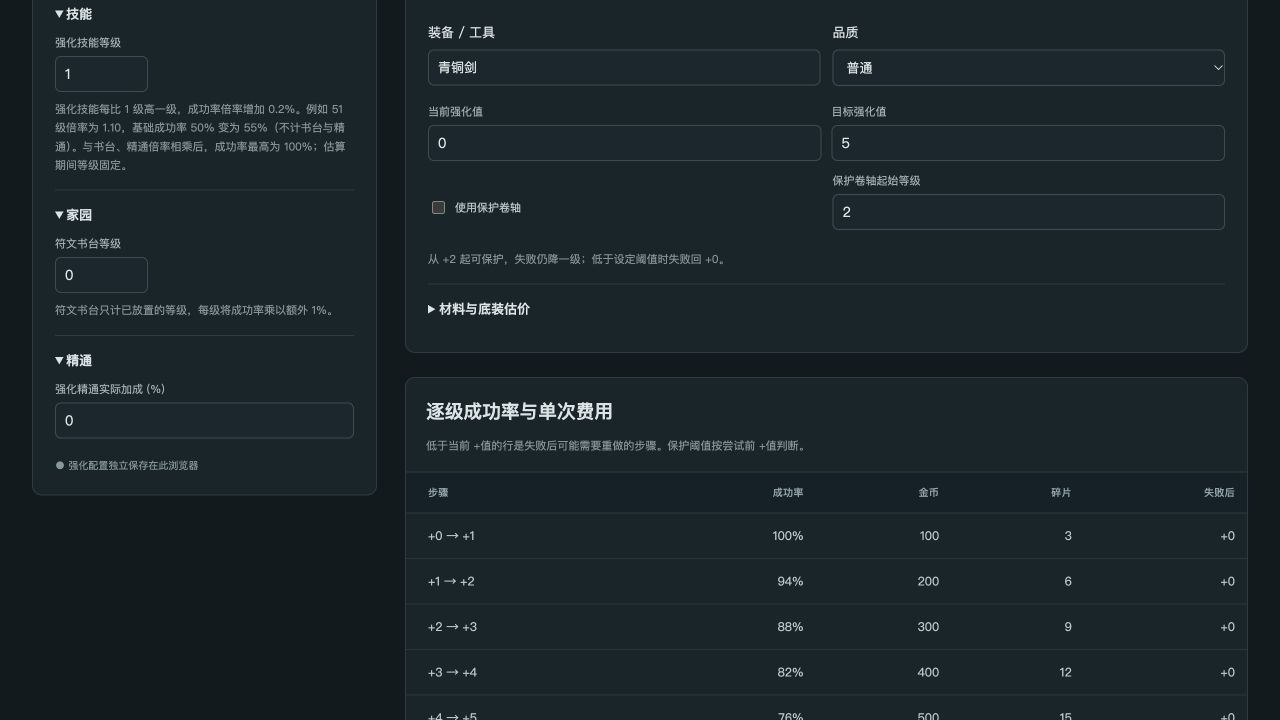 ▼技能
强化技能等级
1
强化技能每比 1 级高一级，成功率倍率增加 0.2%。例如 51
级倍率为 1.10，基础成功率 50% 变为 55%（不计书台与精
通）。与书台、精通倍率相乘后，成功率最高为 100%；估算
期间等级固定。
▼家园
符文书台等级
0
符文书台只计已放置的等级，每级将成功率乘以额外 1%。
▼精通
强化精通实际加成 (%)
0
强化配置独立保存在此浏览器
装备 / 工具
品质
青铜剑
普通
当前强化值
目标强化值
0
5
保护卷轴起始等级
使用保护卷轴
2
从 +2 起可保护，失败仍降一级；低于设定阈值时失败回 +0。
▶材料与底装估价
逐级成功率与单次费用
低于当前 +值的行是失败后可能需要重做的步骤。保护阈值按尝试前 +值判断。
步骤 成功率 金币 碎片 失败后
+0 → +1 100% 100 3 +0
+1 → +2 94% 200 6 +0
+2 → +3 88% 300 9 +0
+3 → +4 82% 400 12 +0
+4 → +5 76% 500 15 +0